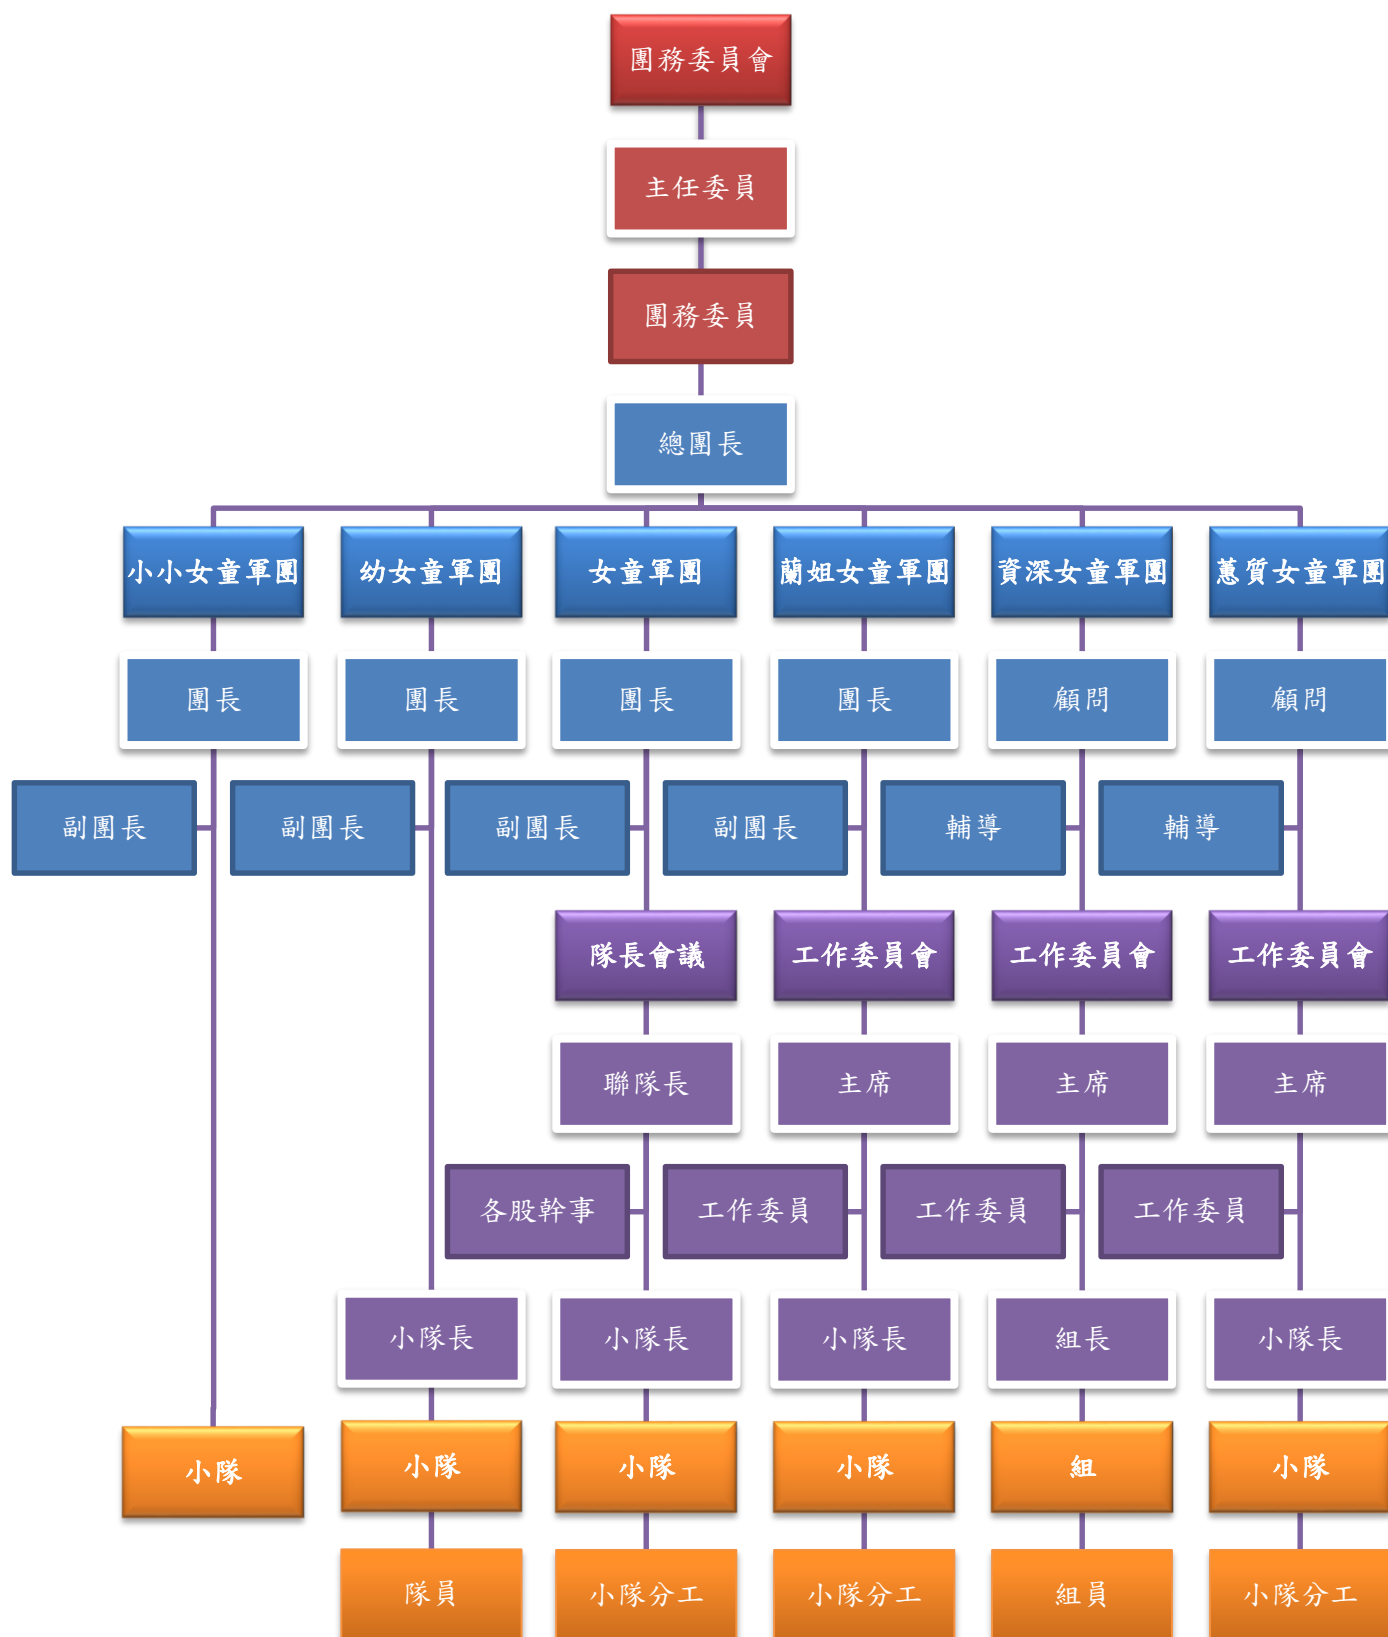 團務委員會
主任委員
團務委員
總團長
小小女童軍團
幼女童軍團
女童軍團
蘭姐女童軍團
資深女童軍團
蕙質女童軍團
團長
團長
團長
團長
顧問
顧問
副團長
副團長
副團長
副團長
輔導
輔導
隊長會議
工作委員會
工作委員會
工作委員會
聯隊長
主席
主席
主席
各股幹事
工作委員
工作委員
工作委員
小隊長
小隊長
小隊長
組長
小隊長
小隊
小隊
小隊
小隊
組
小隊
隊員
小隊分工
小隊分工
組員
小隊分工